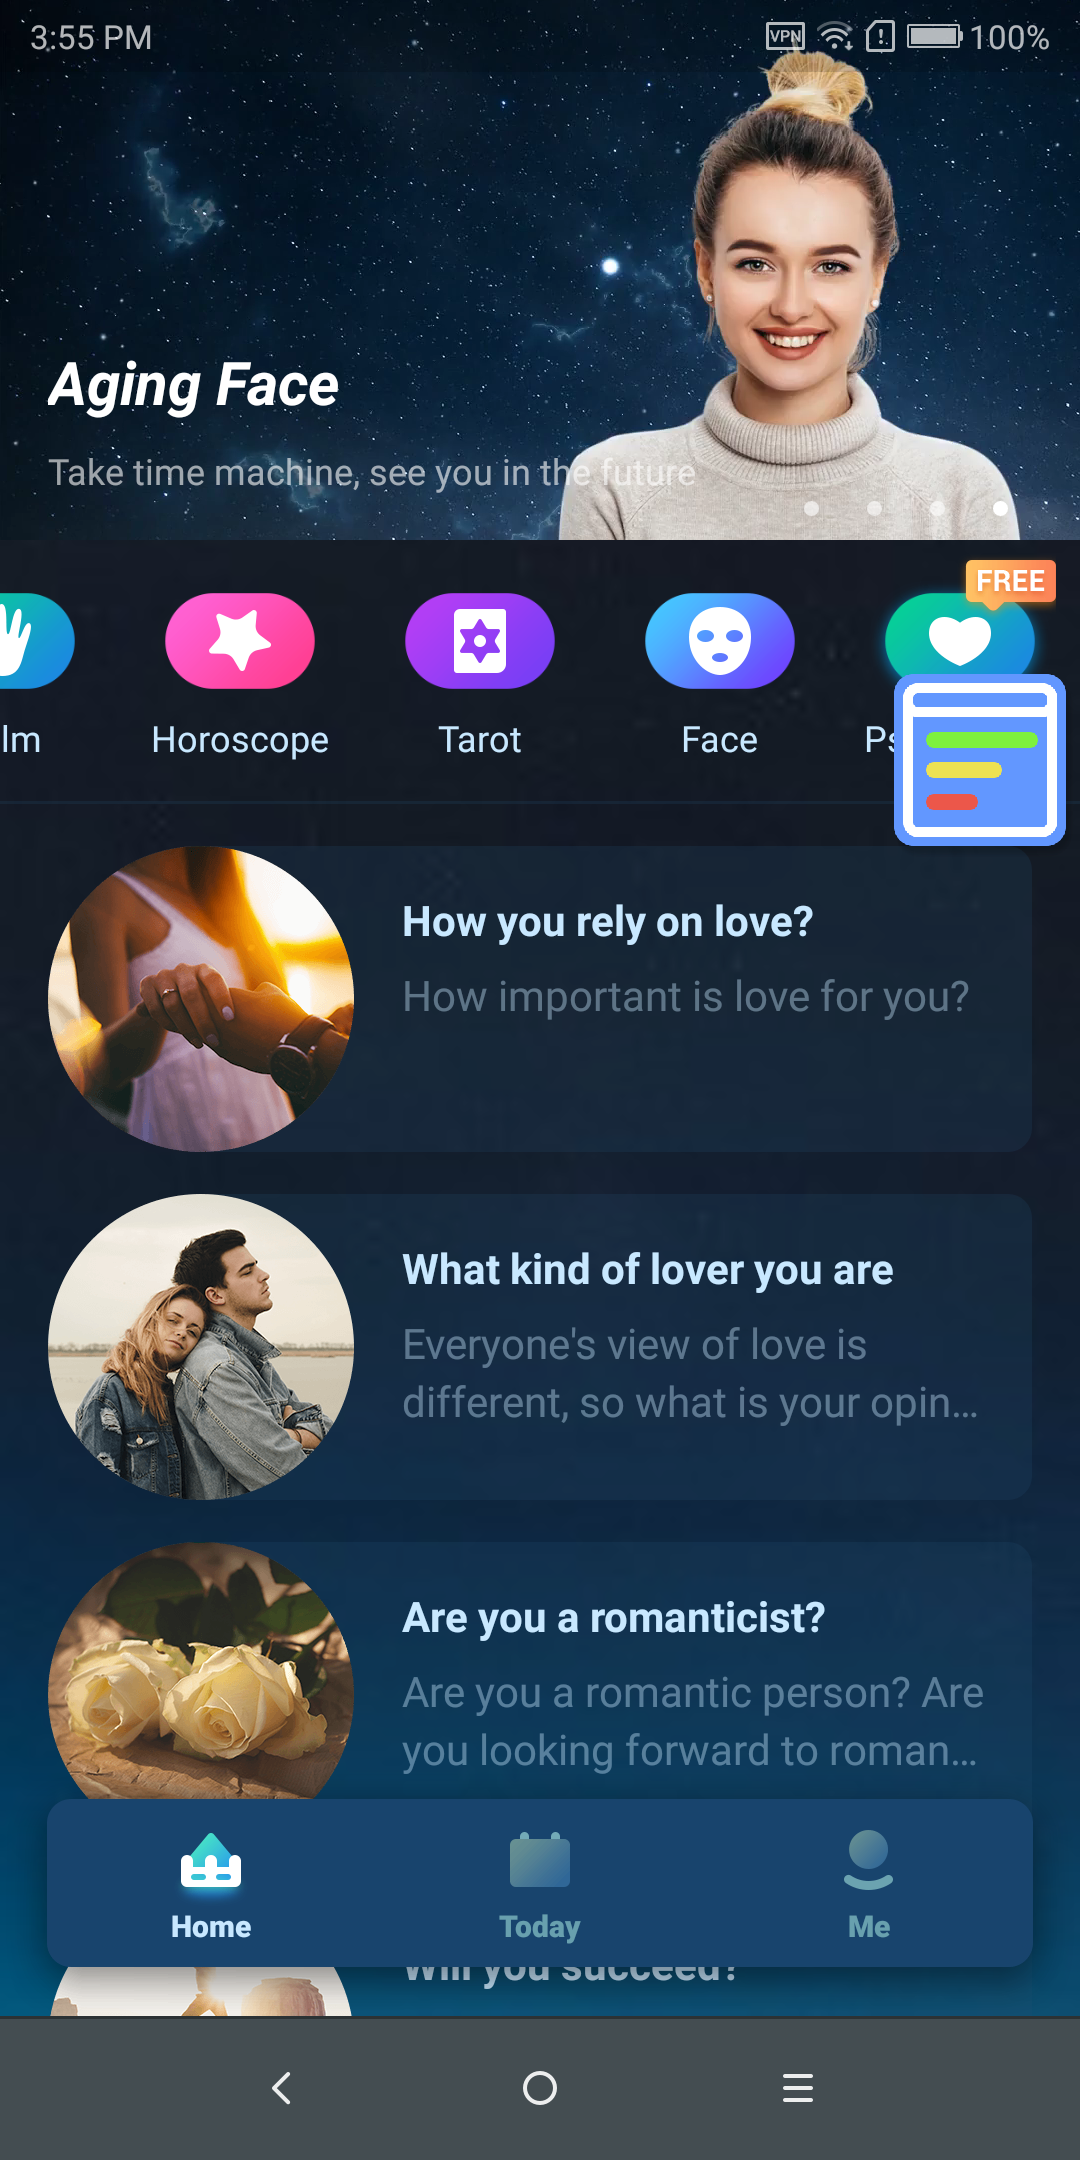 3:55 PM
VPN
100%
Aging Face
Take time machine, see you in the future
FREE
lm
Horoscope
Tarot
Face
Ps
How you rely on love?
How important is love for you?
What kind of lover you are
Everyone's view of love is
different, so what is your opin...
Are you a romanticist?
Are you a romantic person? Are
you looking forward to roman...
Home
Today
Me
Will you succeed?